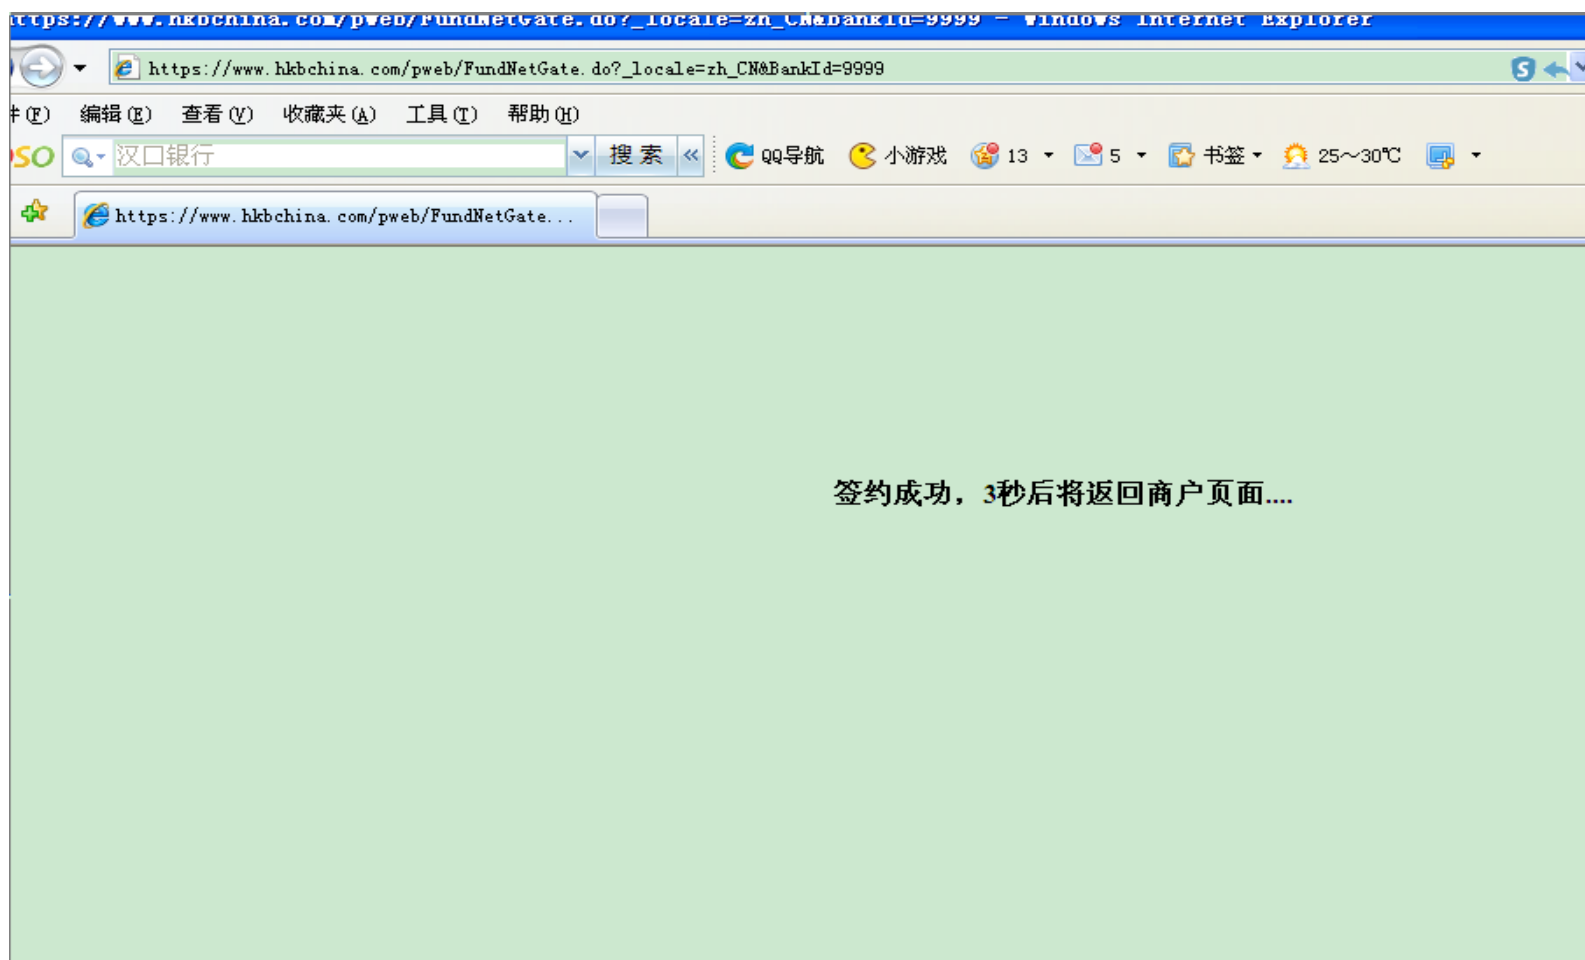 ttps://www.hkbchina.com/pweb/FundNetGate.do?_locale=zh_CN&BankId=9999 - Windows Internet Explorer
https://www.hkbchina.com/pweb/FundNetGate.do?_locale=zh_CN&BankId=9999
(F) 编辑(E) 查看(V) 收藏夹(A) 工具(T) 帮助(H)
SO 汉口银行 搜索 « QQ导航 小游戏 13 5 书签 25~30℃
https://www.hkbchina.com/pweb/FundNetGate...
签约成功，3秒后将返回商户页面....